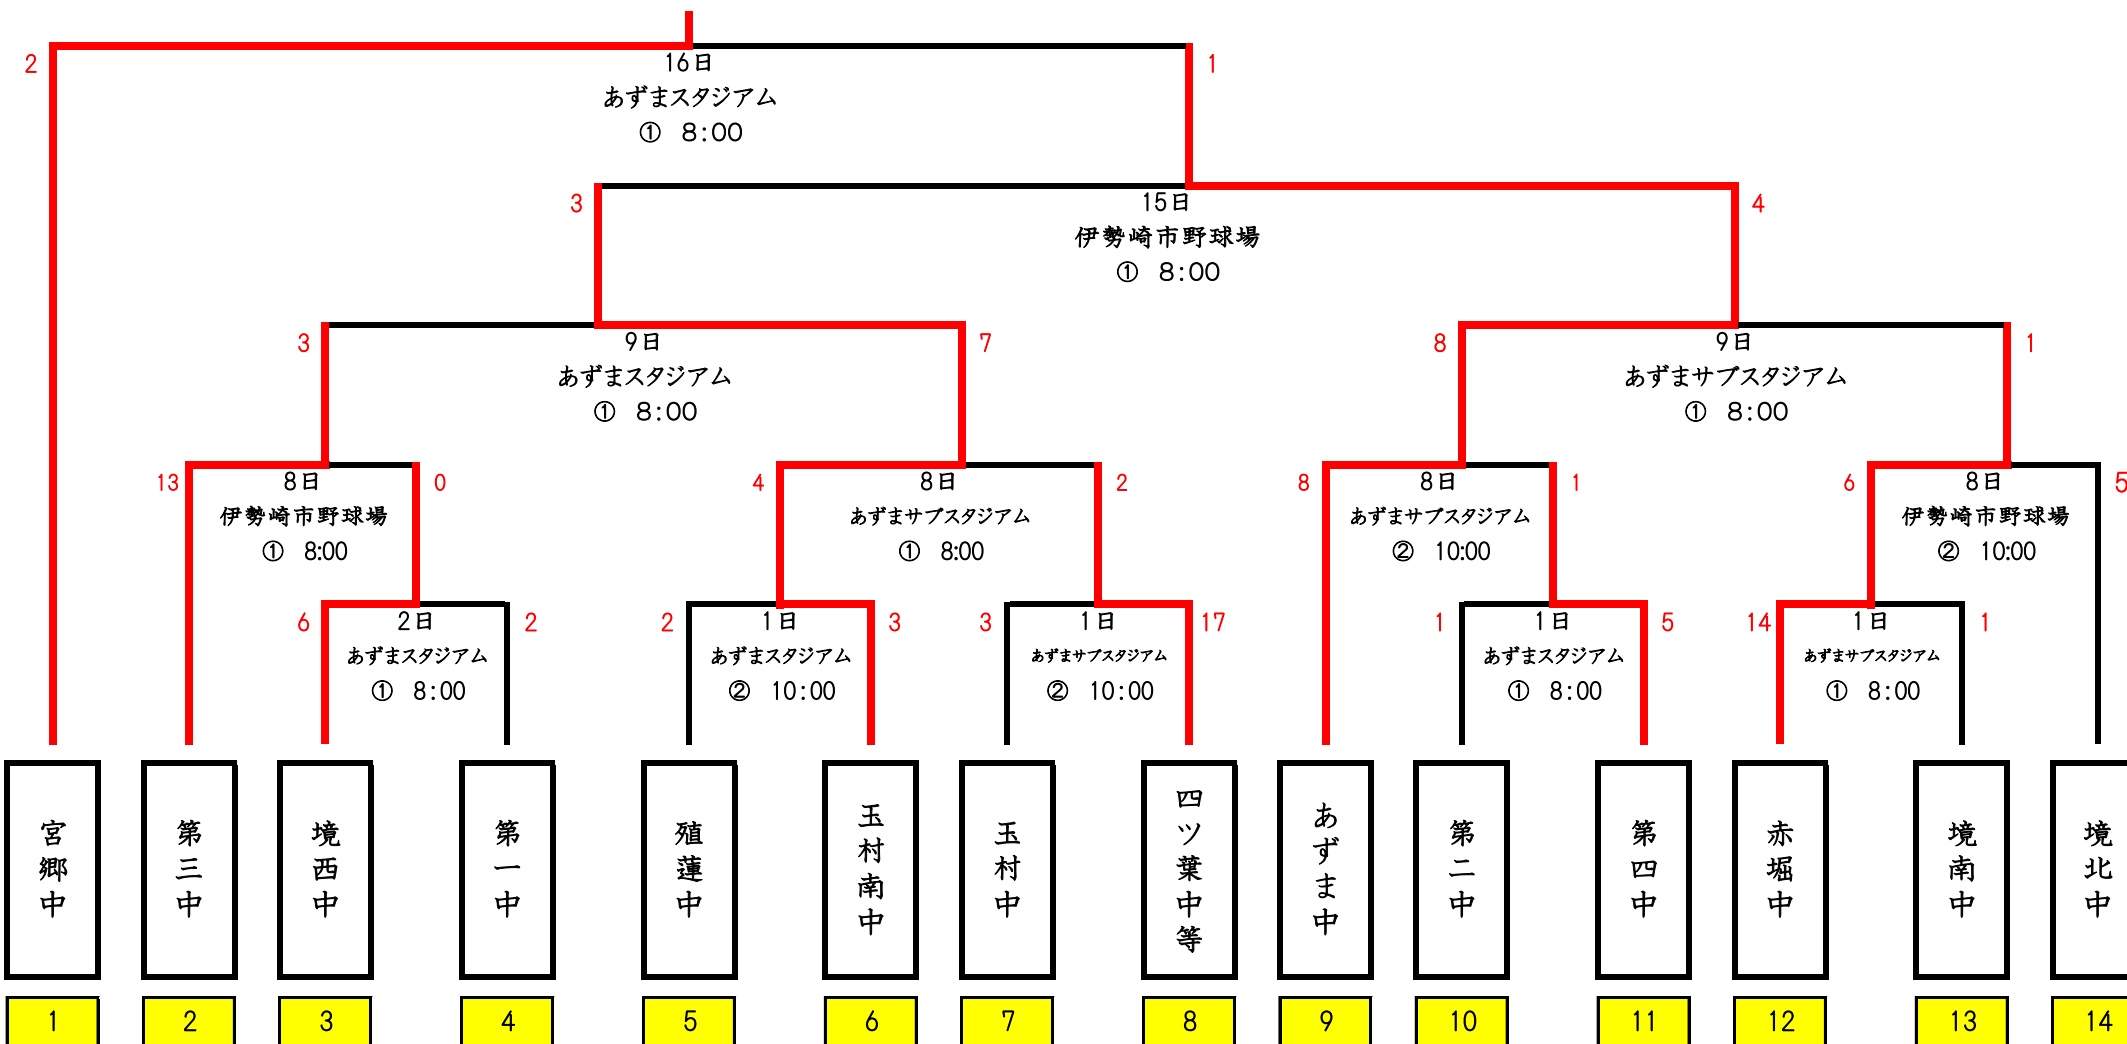 2
1
16日
あずまスタジアム
① 8:00
3
4
15日
伊勢崎市野球場
① 8:00
3
7
9日
あずまスタジアム
① 8:00
8
1
9日
あずまサブスタジアム
① 8:00
13
0
8日
伊勢崎市野球場
① 8:00
4
2
8日
あずまサブスタジアム
① 8:00
8
1
8日
あずまサブスタジアム
② 10:00
6
5
8日
伊勢崎市野球場
② 10:00
6
2
2日
あずまスタジアム
① 8:00
2
3
1日
あずまスタジアム
② 10:00
3
17
1日
あずまサブスタジアム
② 10:00
1
5
1日
あずまスタジアム
① 8:00
14
1
1日
あずまサブスタジアム
① 8:00
宮郷中
第三中
境西中
第一中
殖蓮中
玉村南中
玉村中
四ツ葉中等
あずま中
第二中
第四中
赤堀中
境南中
境北中
1
2
3
4
5
6
7
8
9
10
11
12
13
14